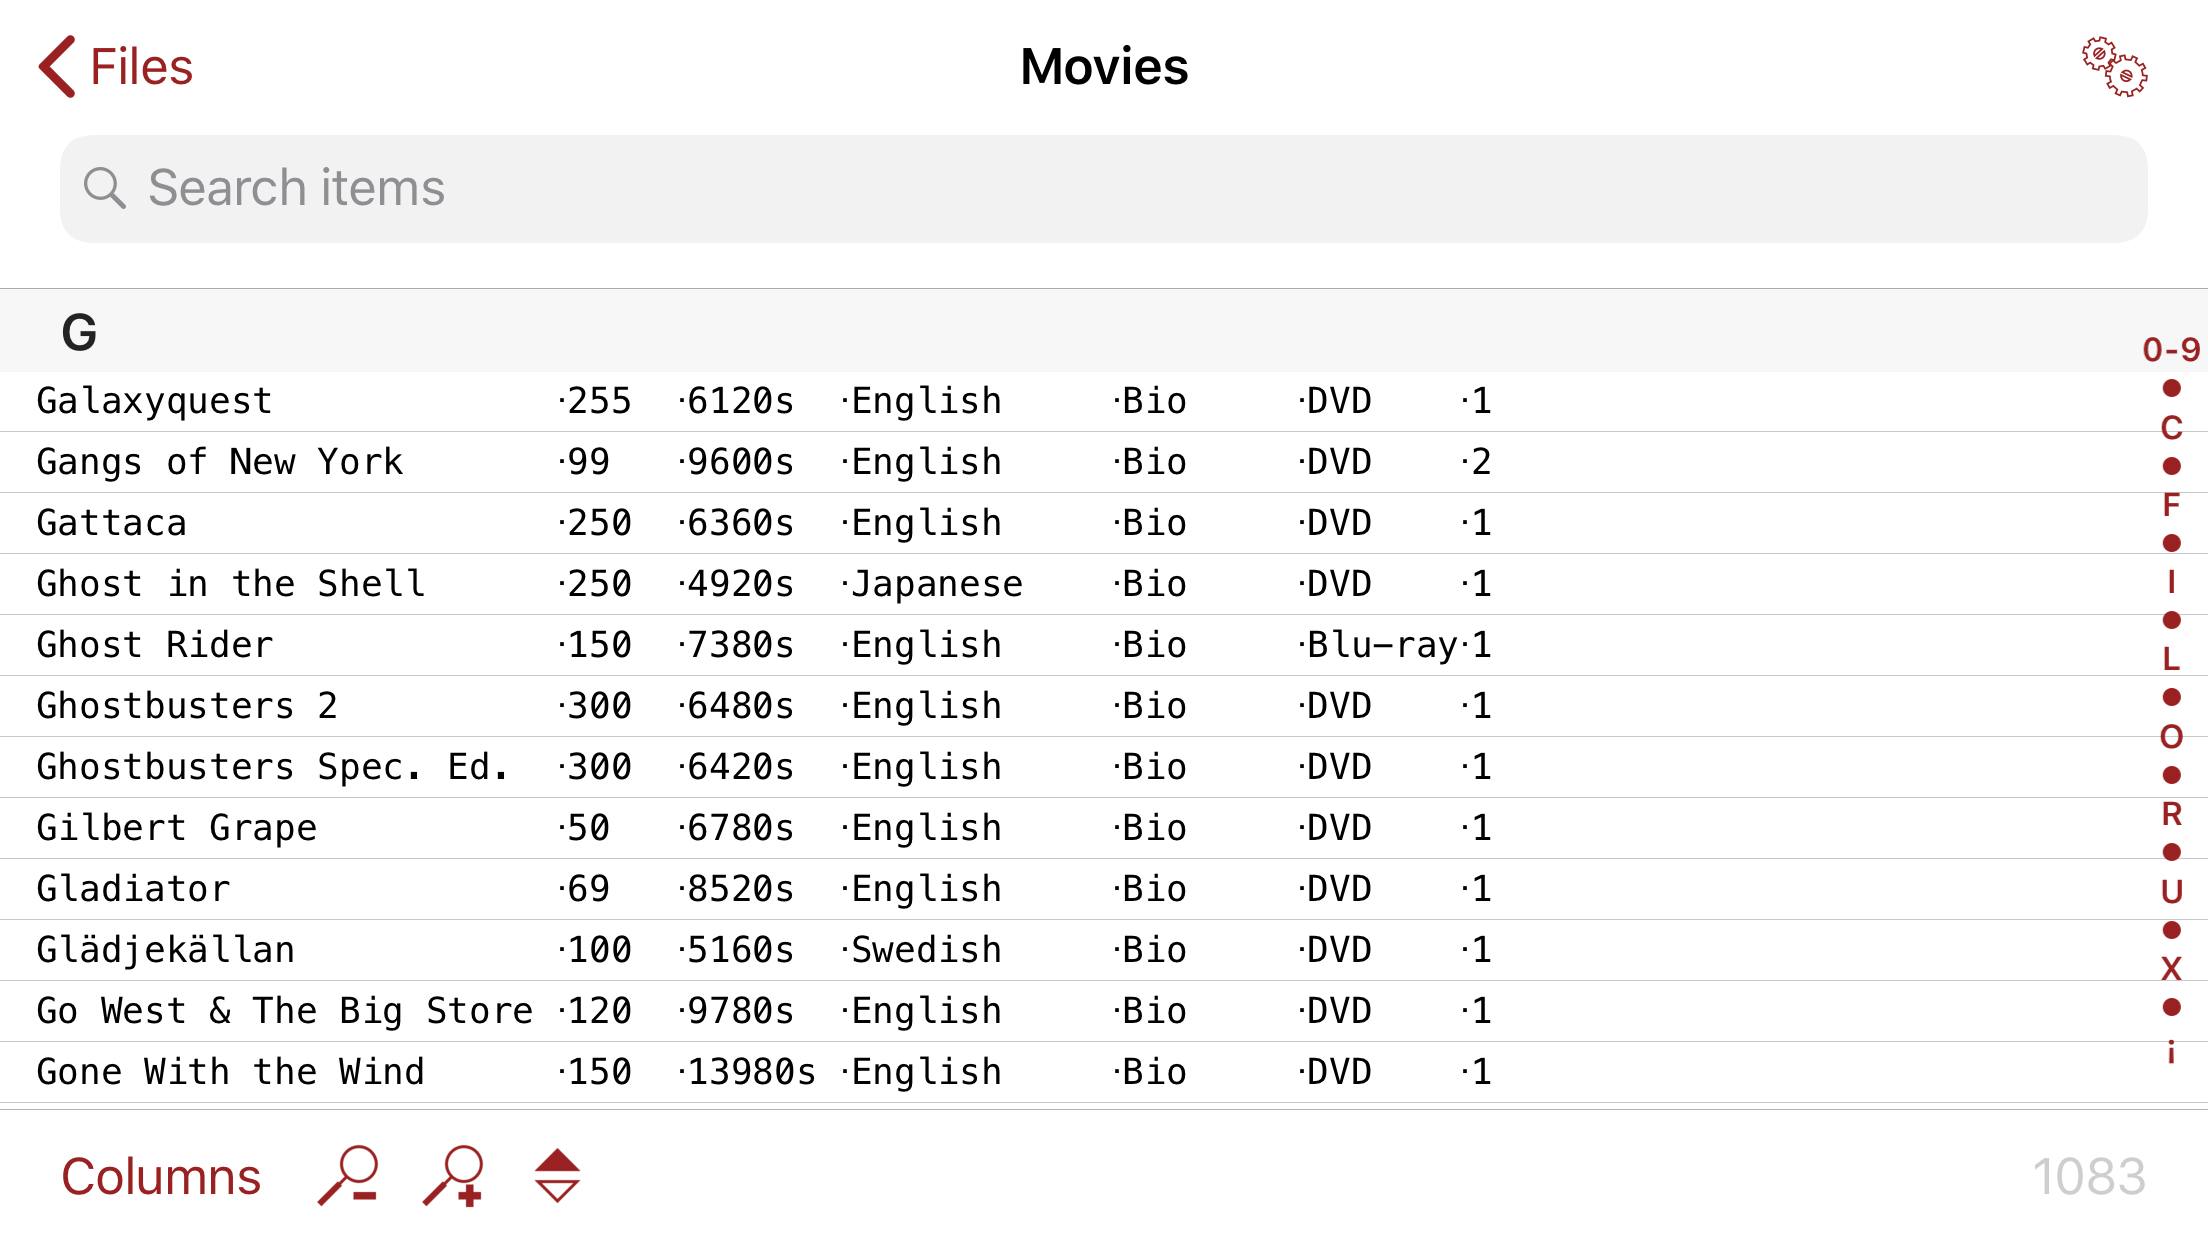 Files
Movies
Search items
G
Galaxyquest ·255 ·6120s ·English ·Bio ·DVD ·1
Gangs of New York ·99 ·9600s ·English ·Bio ·DVD ·2
Gattaca ·250 ·6360s ·English ·Bio ·DVD ·1
Ghost in the Shell ·250 ·4920s ·Japanese ·Bio ·DVD ·1
Ghost Rider ·150 ·7380s ·English ·Bio ·Blu-ray ·1
Ghostbusters 2 ·300 ·6480s ·English ·Bio ·DVD ·1
Ghostbusters Spec. Ed. ·300 ·6420s ·English ·Bio ·DVD ·1
Gilbert Grape ·50 ·6780s ·English ·Bio ·DVD ·1
Gladiator ·69 ·8520s ·English ·Bio ·DVD ·1
Glädjekällan ·100 ·5160s ·Swedish ·Bio ·DVD ·1
Go West & The Big Store ·120 ·9780s ·English ·Bio ·DVD ·1
Gone With the Wind ·150 ·13980s ·English ·Bio ·DVD ·1
0-9
●
C
●
F
●
I
●
L
●
O
●
R
●
U
●
X
●
¡
Columns
1083